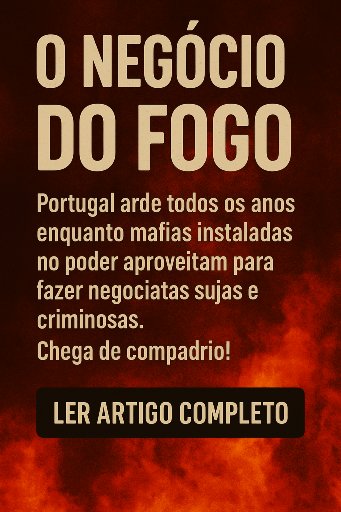 O NEGÓCIO
DO FOGO
Portugal arde todos os anos
enquanto mafias instaladas
no poder aproveitam para
fazer negociatas sujas e
criminosas.
Chega de compadrio!
LER ARTIGO COMPLETO